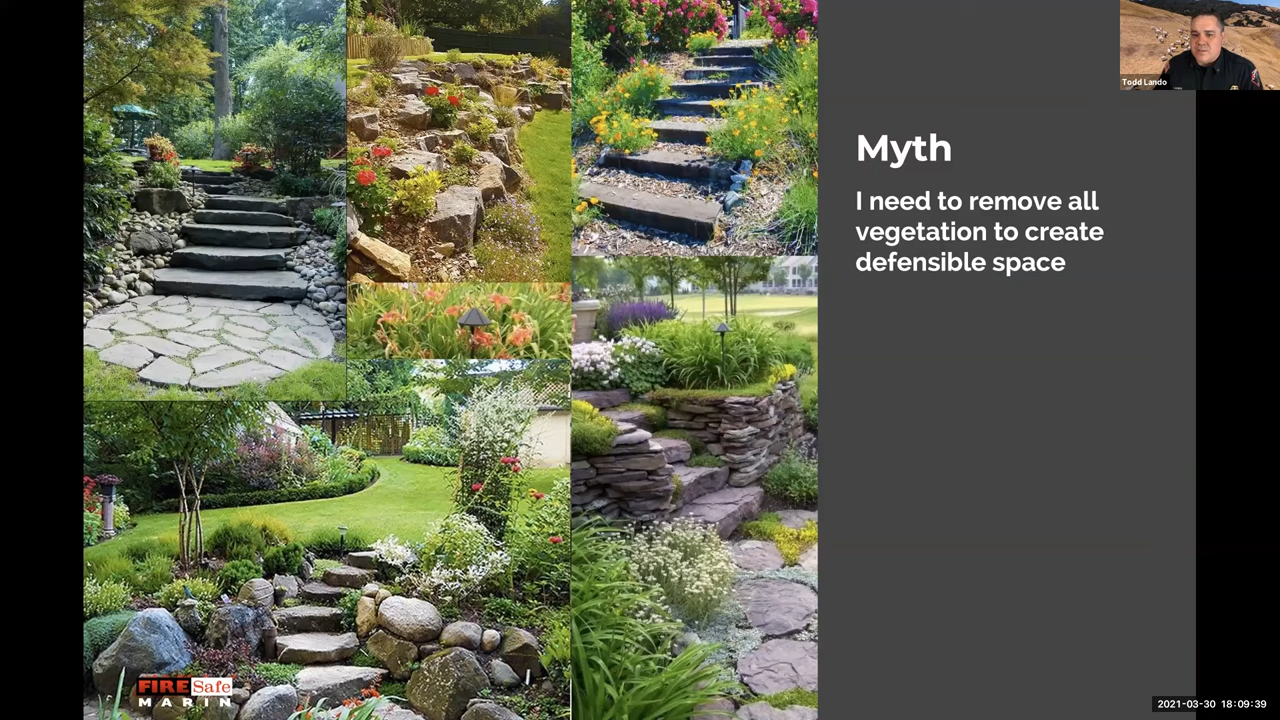 Todd Lando
Myth
I need to remove all
vegetation to create
defensible space
FIRE Safe
MARIN
2021-03-30 18:09:39